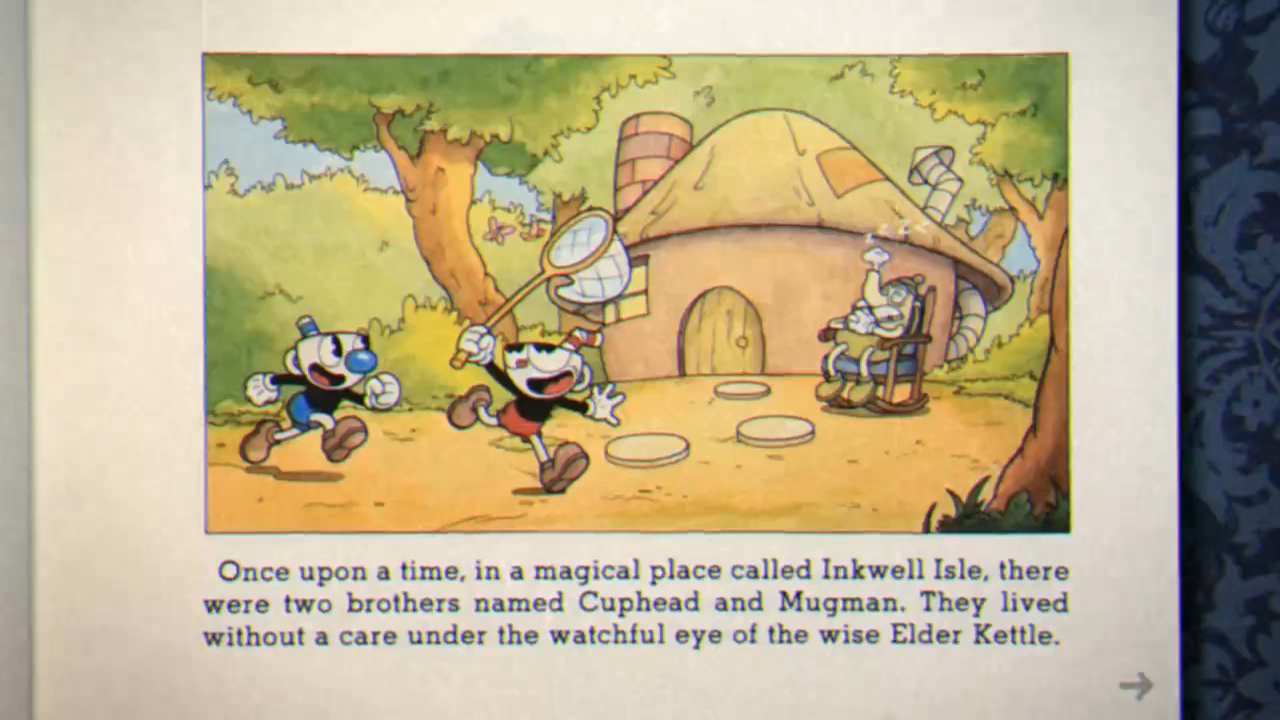 Once upon a time, in a magical place called Inkwell Isle, there
were two brothers named Cuphead and Mugman. They lived
without a care under the watchful eye of the wise Elder Kettle.